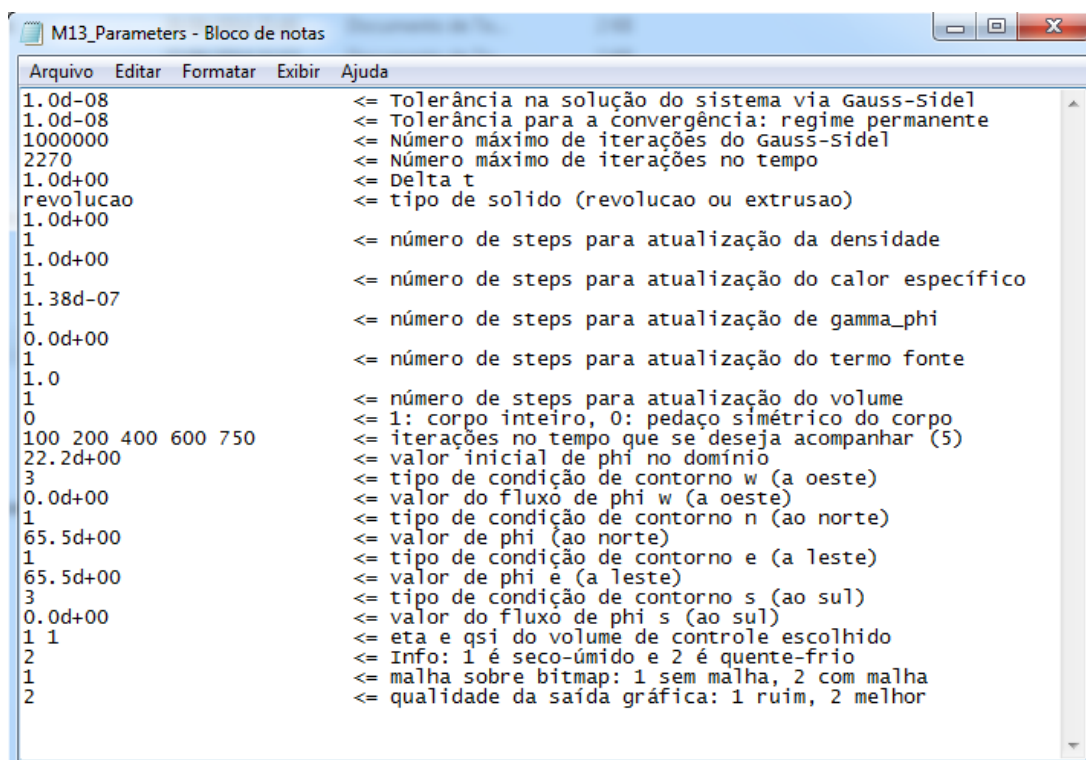 M13_Parameters - Bloco de notas
Arquivo Editar Formatar Exibir Ajuda
1.0d-08 <= Tolerância na solução do sistema via Gauss-Sidel
1.0d-08 <= Tolerância para a convergência: regime permanente
1000000 <= Número máximo de iterações do Gauss-Sidel
2270 <= Número máximo de iterações no tempo
1.0d+00 <= Delta t
revolucao <= tipo de solido (revolucao ou extrusao)
1.0d+00
1 <= número de steps para atualização da densidade
1.0d+00
1 <= número de steps para atualização do calor específico
1.38d-07
1 <= número de steps para atualização de gamma_phi
0.0d+00
1 <= número de steps para atualização do termo fonte
1.0
1 <= número de steps para atualização do volume
0 <= 1: corpo inteiro, 0: pedaço simétrico do corpo
100 200 400 600 750 <= iterações no tempo que se deseja acompanhar (5)
22.2d+00 <= valor inicial de phi no domínio
3 <= tipo de condição de contorno w (a oeste)
0.0d+00 <= valor do fluxo de phi w (a oeste)
1 <= tipo de condição de contorno n (ao norte)
65.5d+00 <= valor de phi (ao norte)
1 <= tipo de condição de contorno e (a leste)
65.5d+00 <= valor de phi e (a leste)
3 <= tipo de condição de contorno s (ao sul)
0.0d+00 <= valor do fluxo de phi s (ao sul)
1 1 <= eta e qsi do volume de controle escolhido
2 <= Info: 1 é seco-úmido e 2 é quente-frio
1 <= malha sobre bitmap: 1 sem malha, 2 com malha
2 <= qualidade da saída gráfica: 1 ruim, 2 melhor